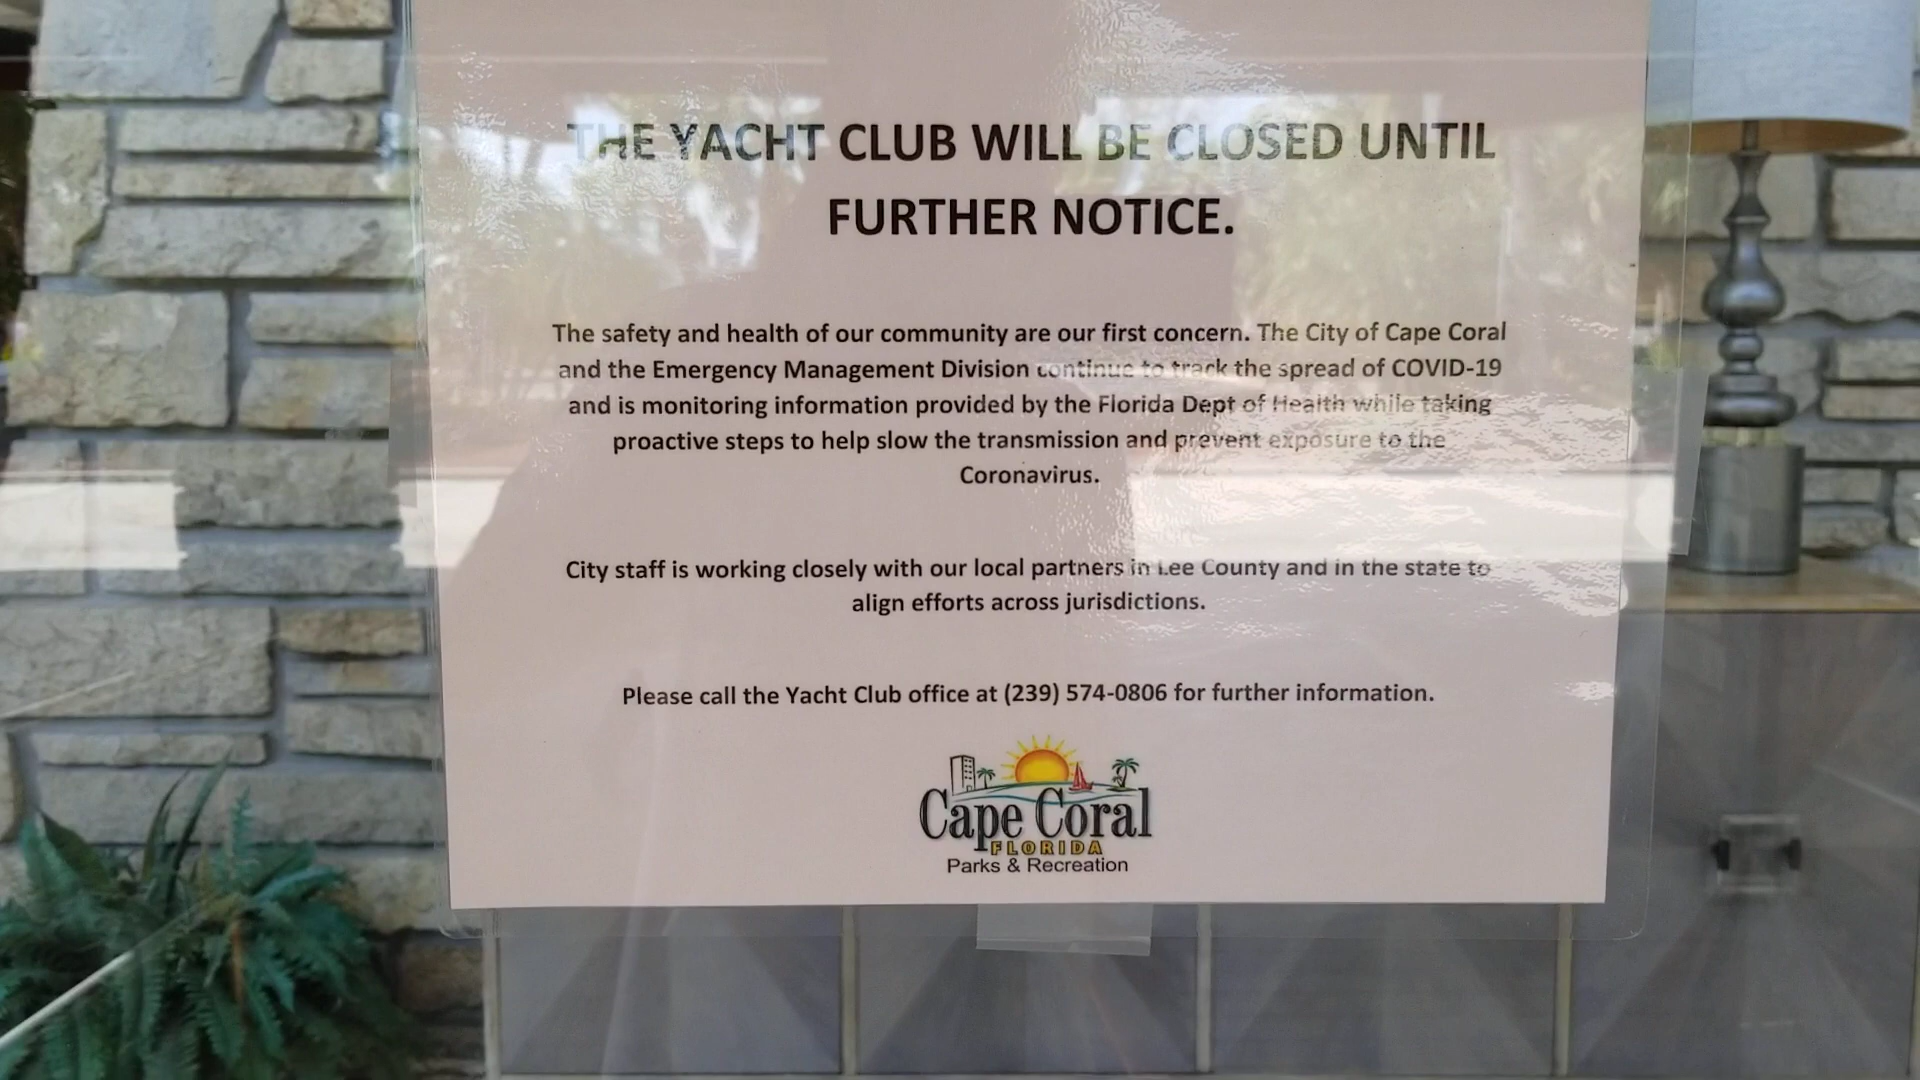 THE YACHT CLUB WILL BE CLOSED UNTIL
FURTHER NOTICE.
The safety and health of our community are our first concern. The City of Cape Coral
and the Emergency Management Division continue to track the spread of COVID-19
and is monitoring information provided by the Florida Dept of Health while taking
proactive steps to help slow the transmission and prevent exposure to the
Coronavirus.
City staff is working closely with our local partners in Lee County and in the state to
align efforts across jurisdictions.
Please call the Yacht Club office at (239) 574-0806 for further information.
Cape Coral
FLORIDA
Parks & Recreation